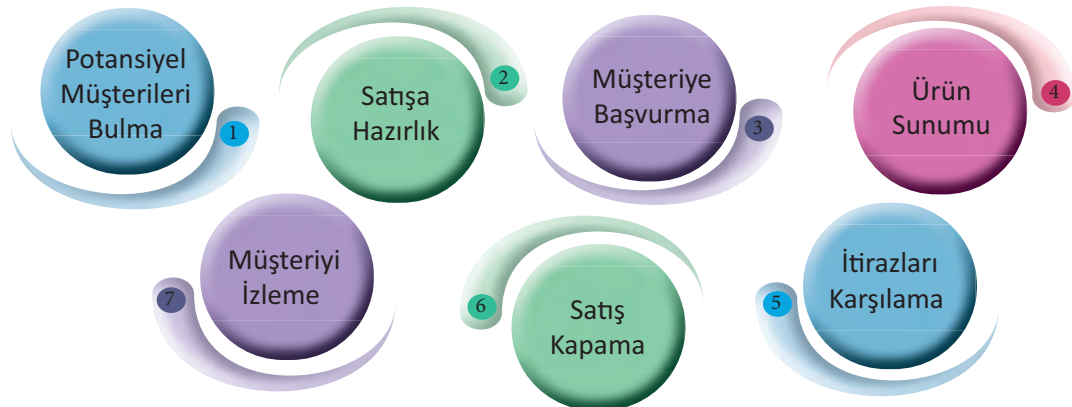 Potansiyel
Müşterileri
Bulma
1
Satışa
Hazırlık
2
Müşteriye
Başvurma
3
Ürün
Sunumu
4
İtirazları
Karşılama
5
Satış
Kapama
6
Müşteriyi
İzleme
7